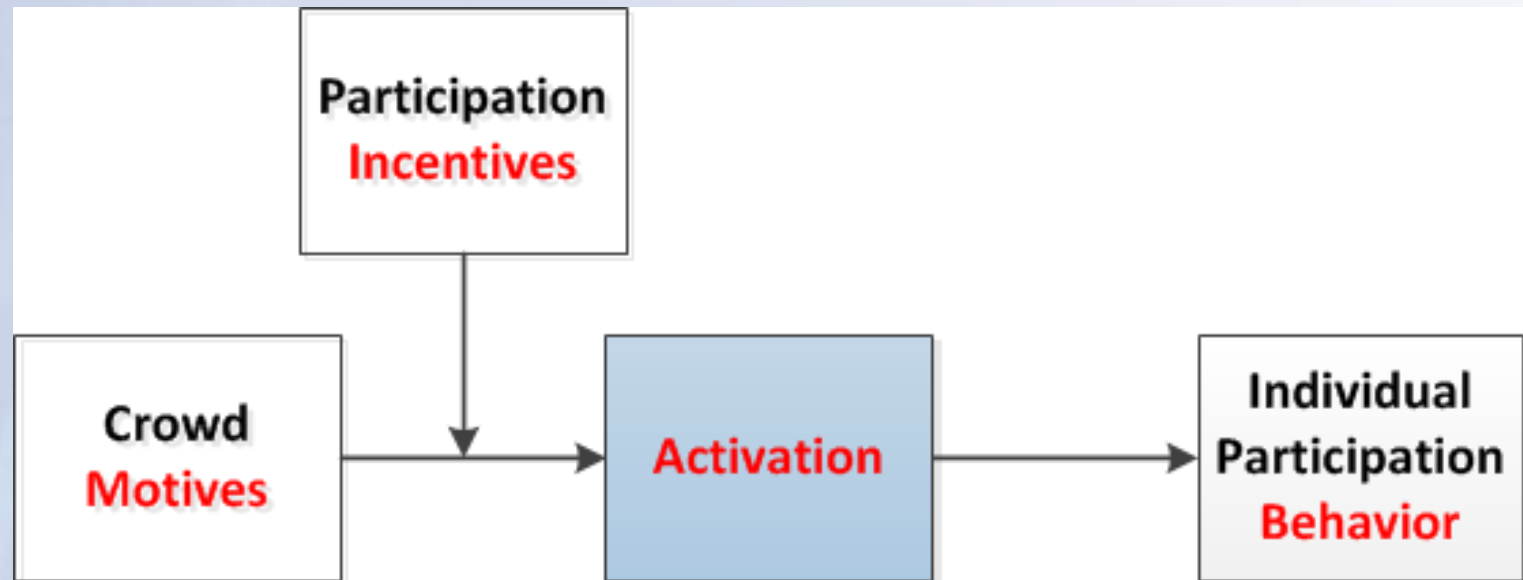 Participation
Incentives
Crowd
Motives
Activation
Individual
Participation
Behavior